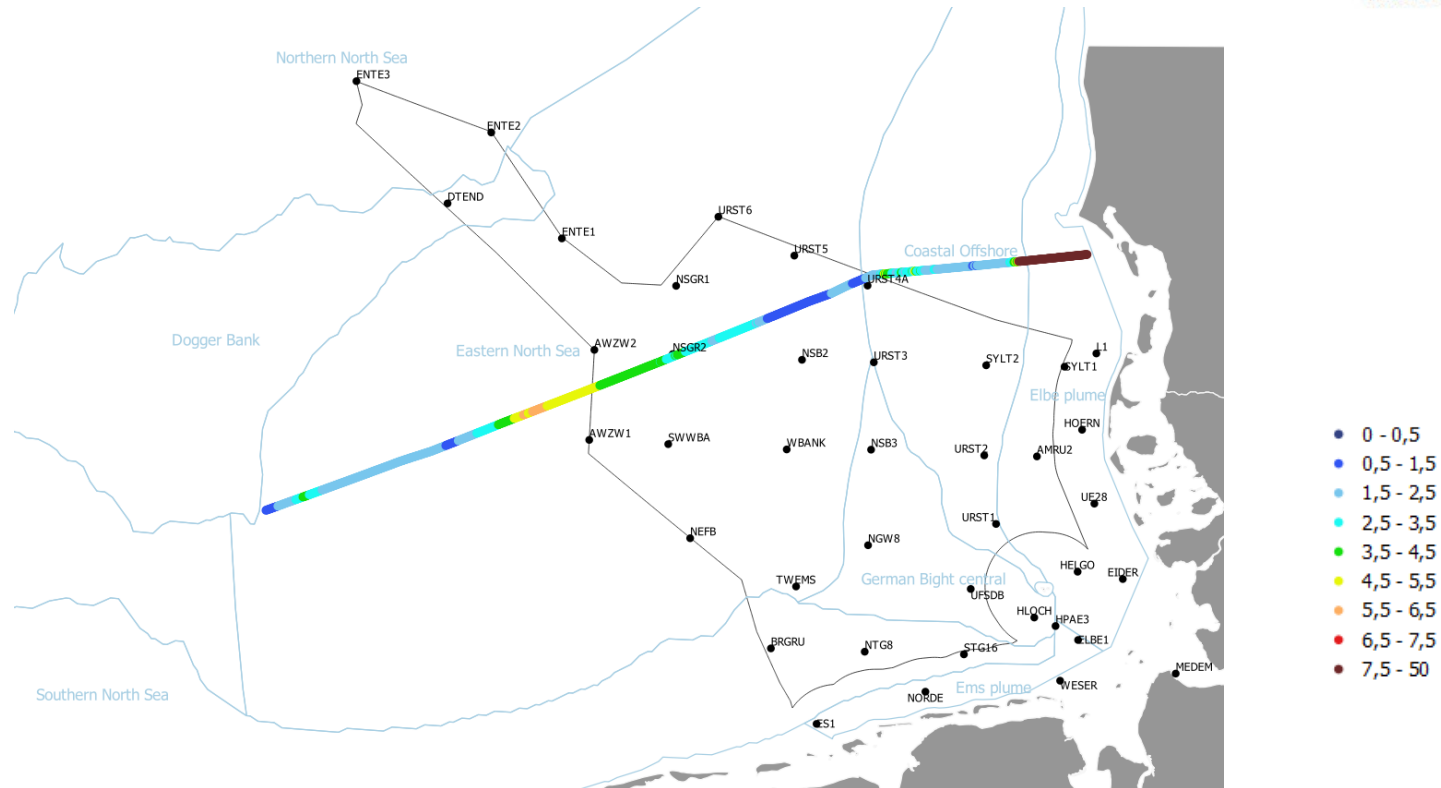 Northern North Sea
ENTE3
ENTE2
DTEND
URST6
ENTE1
URST5
Coastal Offshore
NSGR1
URST4A
Dogger Bank
AWZW2
Eastern North Sea
NSGR2
NSB2
URST3
SYLT2
L1
SYLT1
Elbe plume
AWZW1
SWWBA
WBANK
NSB3
URST2
AMRU2
HOERN
UE28
URST1
NEFB
NGW8
TWEMS
German Bight central
UFSDB
HELGO
EIDER
HLOCH
HPAE3
ELBE1
BRGRU
NTG8
STG16
MEDEM
Southern North Sea
NORDE
Ems plume
WESER
ES1
0 - 0,5
0,5 - 1,5
1,5 - 2,5
2,5 - 3,5
3,5 - 4,5
4,5 - 5,5
5,5 - 6,5
6,5 - 7,5
7,5 - 50